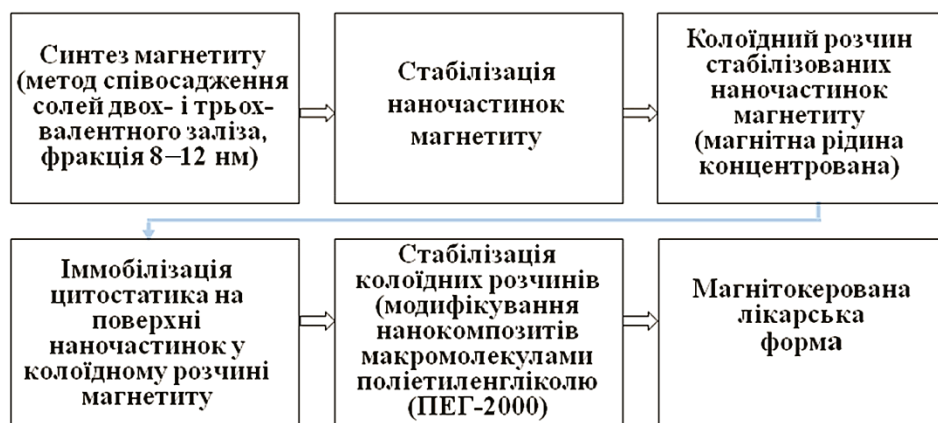 Синтез магнетиту
(метод співосадження
солей двох- і трьох-
валентного заліза,
фракція 8–12 нм)
Стабілізація
наночастинок
магнетиту
Колоїдний розчин
стабілізованих
наночастинок
магнетиту
(магнітна рідина
концентрована)
Іммобілізація
цитостатика на
поверхні
наночастинок у
колоїдному розчині
магнетиту
Стабілізація
колоїдних розчинів
(модифікування
нанокомпозитів
макромолекулами
поліетиленгліколю
(ПЕГ-2000)
Магнітокерована
лікарська
форма